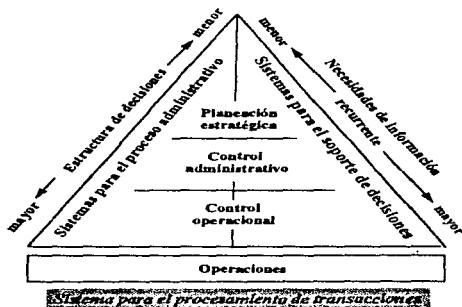 menor
menor
Estructura de decisiones
Sistemas para el proceso administrativo
Sistemas para el soporte de decisiones
Necesidades de información
recurrente
Planeación
estratégica
Control
administrativo
Control
operacional
mayor
mayor
Operaciones
Sistema para el procesamiento de transacciones